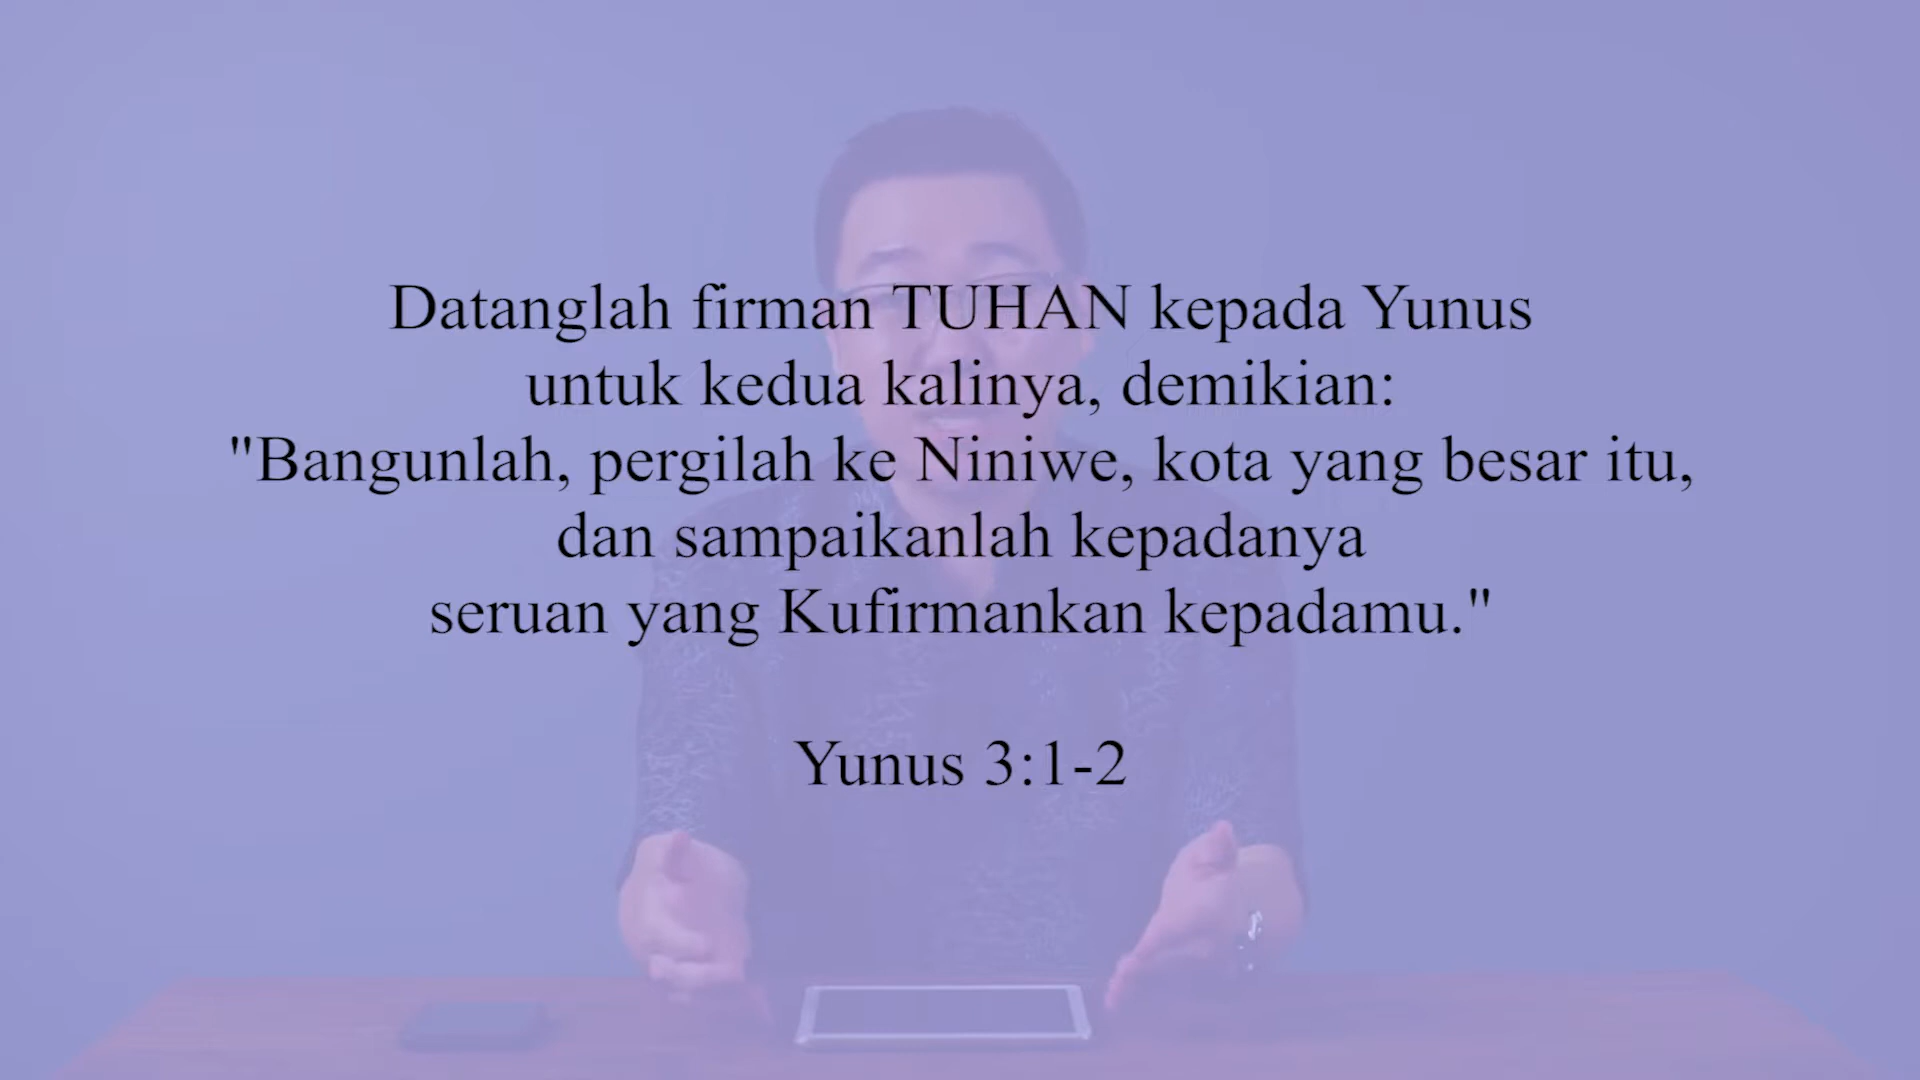 Datanglah firman TUHAN kepada Yunus
untuk kedua kalinya, demikian:
"Bangunlah, pergilah ke Niniwe, kota yang besar itu,
dan sampaikanlah kepadanya
seruan yang Kufirmankan kepadamu."
Yunus 3:1-2